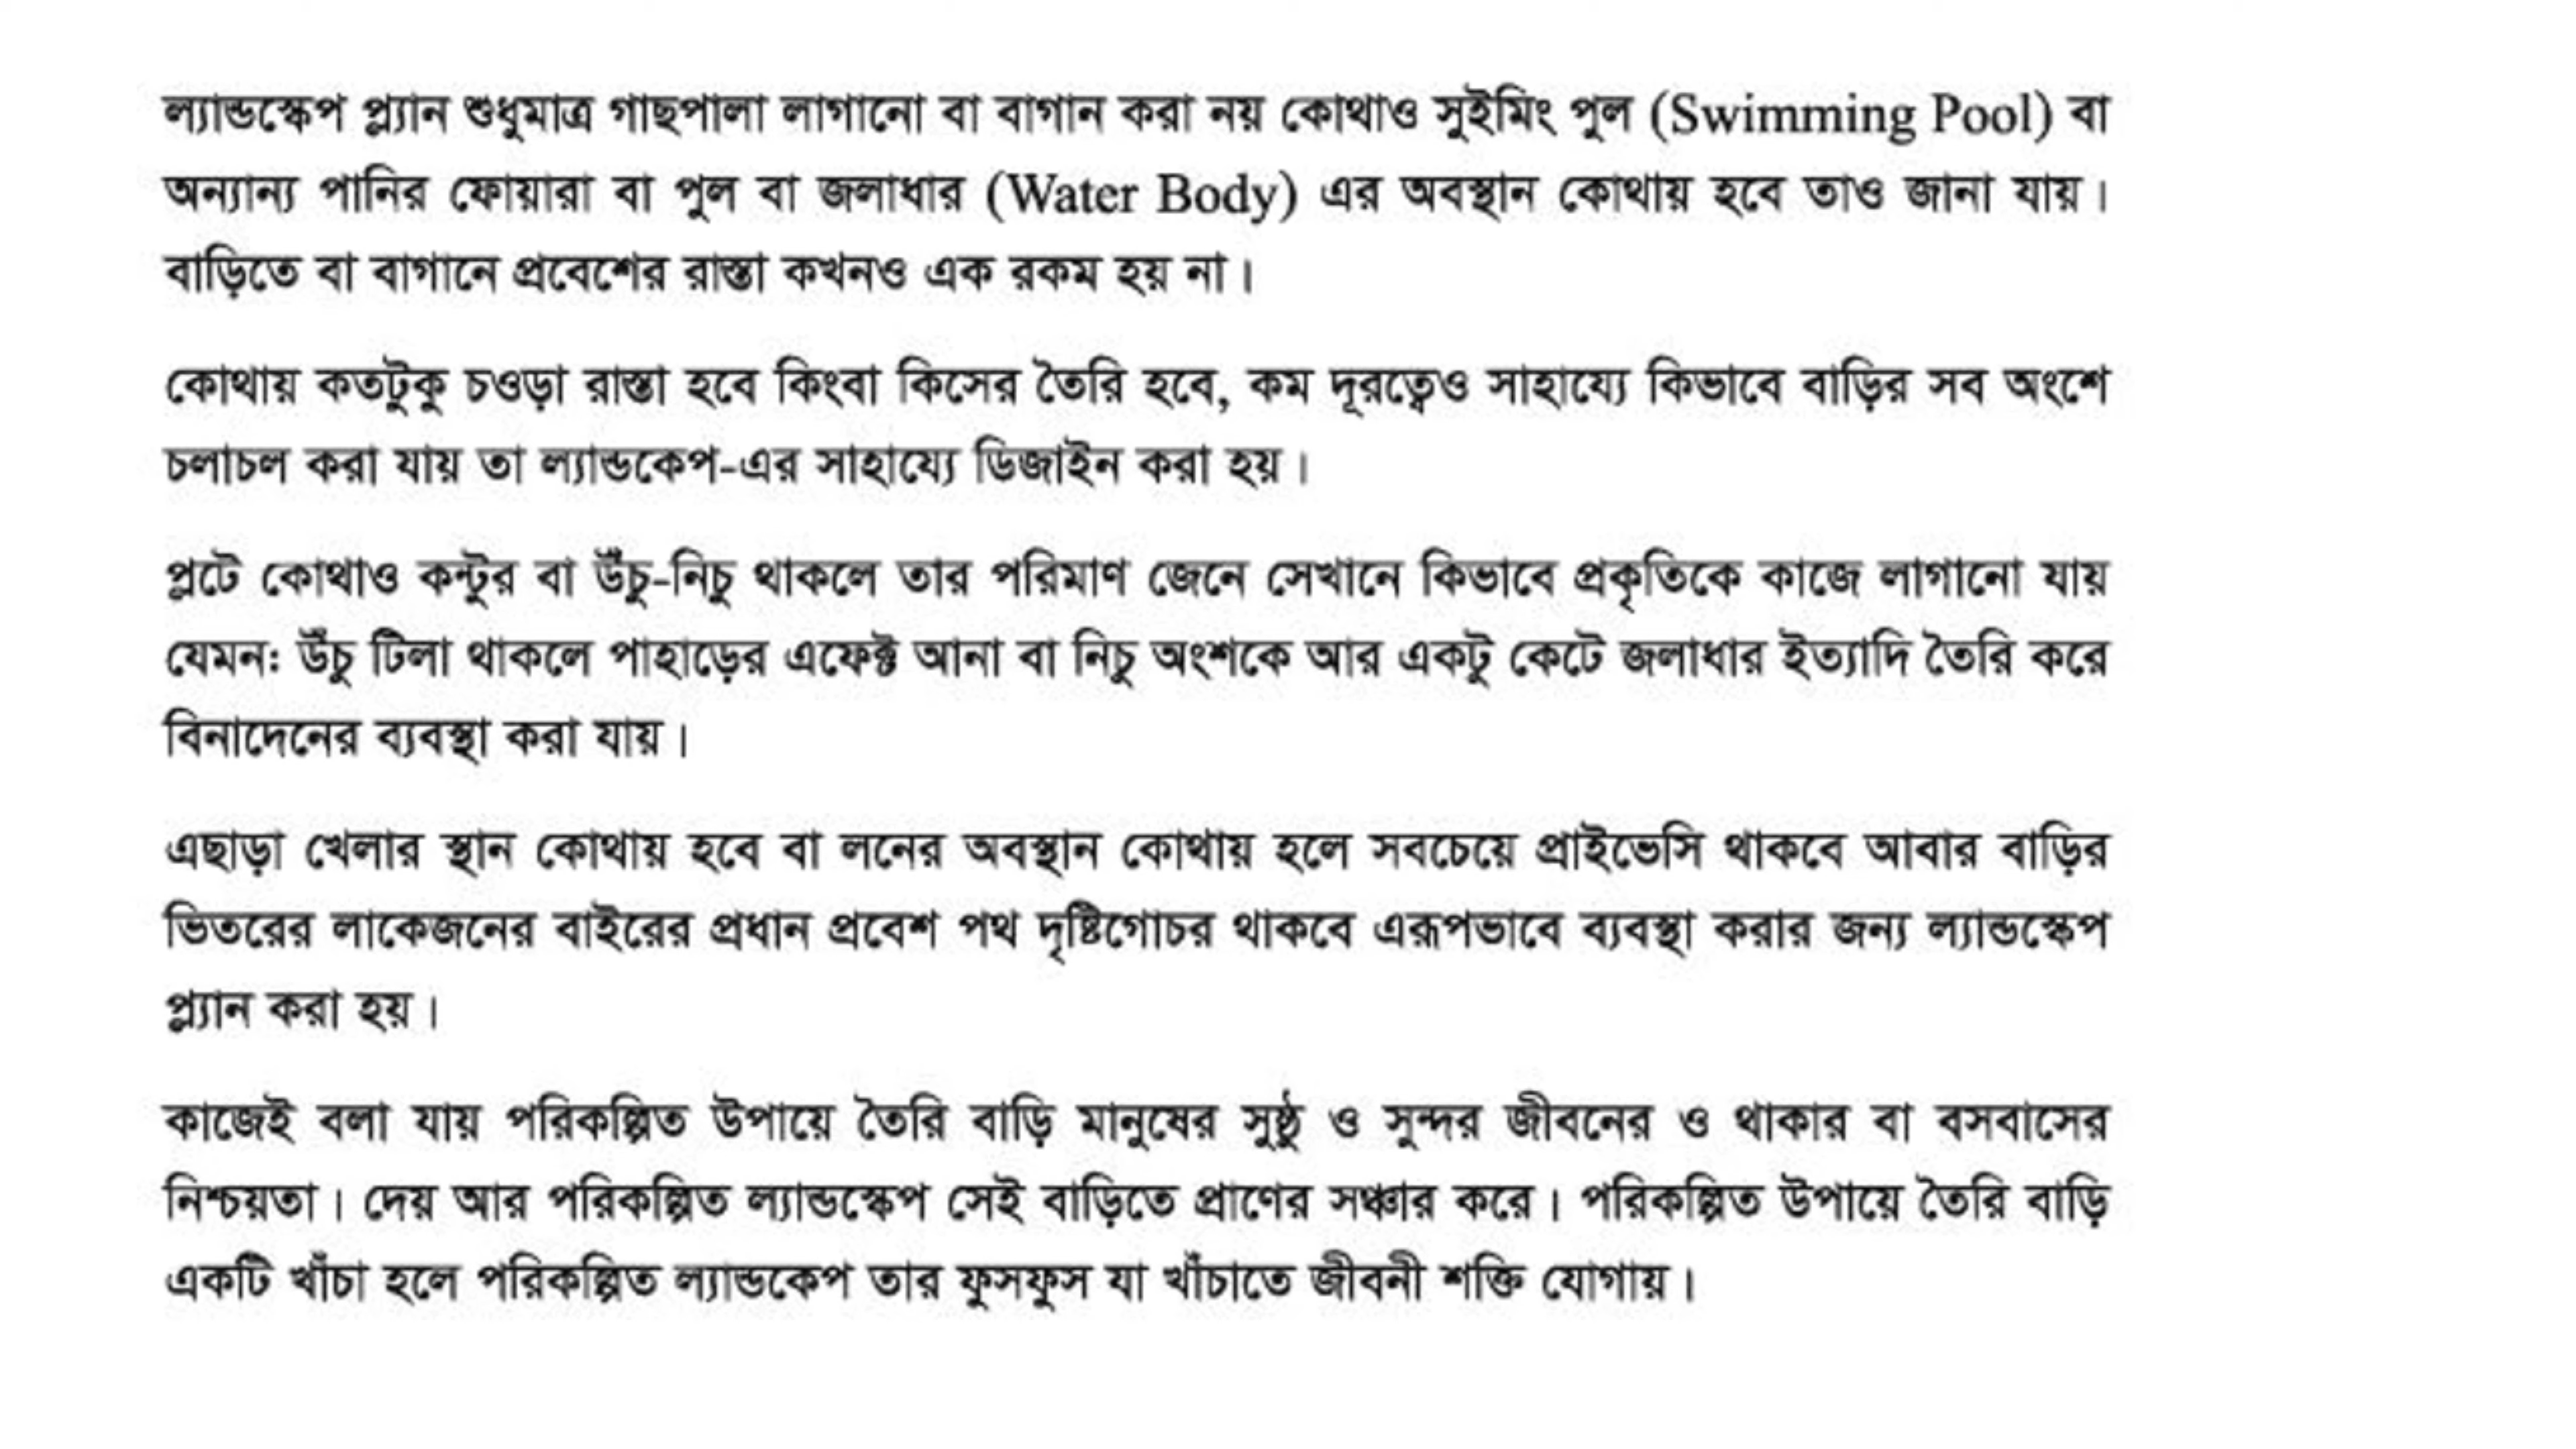 ল্যান্ডস্কেপ প্ল্যান শুধুমাত্র গাছপালা লাগানো বা বাগান করা নয় কোথাও সুইমিং পুল (Swimming Pool) বা
অন্যান্য পানির ফোয়ারা বা পুল বা জলাধার (Water Body) এর অবস্থান কোথায় হবে তাও জানা যায়।
বাড়িতে বা বাগানে প্রবেশের রাস্তা কখনও এক রকম হয় না।
কোথায় কতটুকু চওড়া রাস্তা হবে কিংবা কিসের তৈরি হবে, কম দূরত্বেও সাহায্যে কিভাবে বাড়ির সব অংশে
চলাচল করা যায় তা ল্যান্ডকেপ-এর সাহায্যে ডিজাইন করা হয়।
প্লটে কোথাও কন্টুর বা উঁচু-নিচু থাকলে তার পরিমাণ জেনে সেখানে কিভাবে প্রকৃতিকে কাজে লাগানো যায়
যেমন: উঁচু টিলা থাকলে পাহাড়ের এফেক্ট আনা বা নিচু অংশকে আর একটু কেটে জলাধার ইত্যাদি তৈরি করে
বিনাদেনের ব্যবস্থা করা যায়।
এছাড়া খেলার স্থান কোথায় হবে বা লনের অবস্থান কোথায় হলে সবচেয়ে প্রাইভেসি থাকবে আবার বাড়ির
ভিতরের লাকেজনের বাইরের প্রধান প্রবেশ পথ দৃষ্টিগোচর থাকবে এরূপভাবে ব্যবস্থা করার জন্য ল্যান্ডস্কেপ
প্ল্যান করা হয়।
কাজেই বলা যায় পরিকল্পিত উপায়ে তৈরি বাড়ি মানুষের সুষ্ঠু ও সুন্দর জীবনের ও থাকার বা বসবাসের
নিশ্চয়তা। দেয় আর পরিকল্পিত ল্যান্ডস্কেপ সেই বাড়িতে প্রাণের সঞ্চার করে। পরিকল্পিত উপায়ে তৈরি বাড়ি
একটি খাঁচা হলে পরিকল্পিত ল্যান্ডকেপ তার ফুসফুস যা খাঁচাতে জীবনী শক্তি যোগায়।